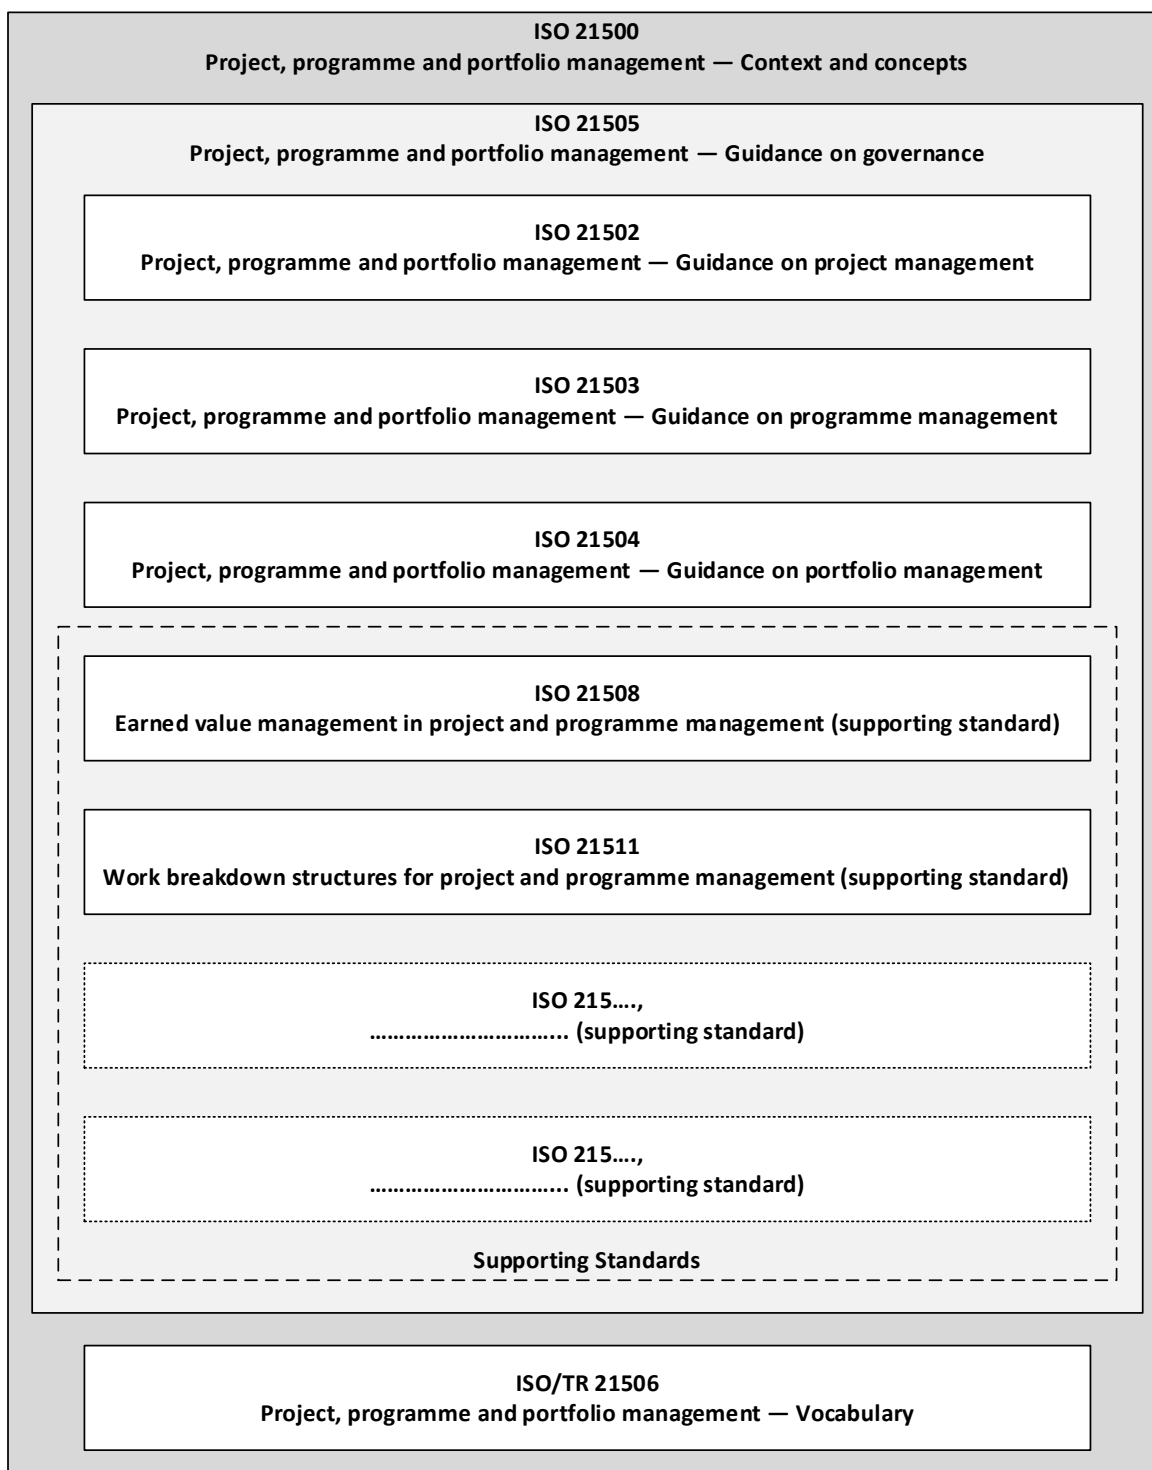 ISO 21500
Project, programme and portfolio management — Context and concepts
ISO 21505
Project, programme and portfolio management — Guidance on governance
ISO 21502
Project, programme and portfolio management — Guidance on project management
ISO 21503
Project, programme and portfolio management — Guidance on programme management
ISO 21504
Project, programme and portfolio management — Guidance on portfolio management
ISO 21508
Earned value management in project and programme management (supporting standard)
ISO 21511
Work breakdown structures for project and programme management (supporting standard)
ISO 215….,
…………………………... (supporting standard)
ISO 215….,
…………………………... (supporting standard)
Supporting Standards
ISO/TR 21506
Project, programme and portfolio management — Vocabulary